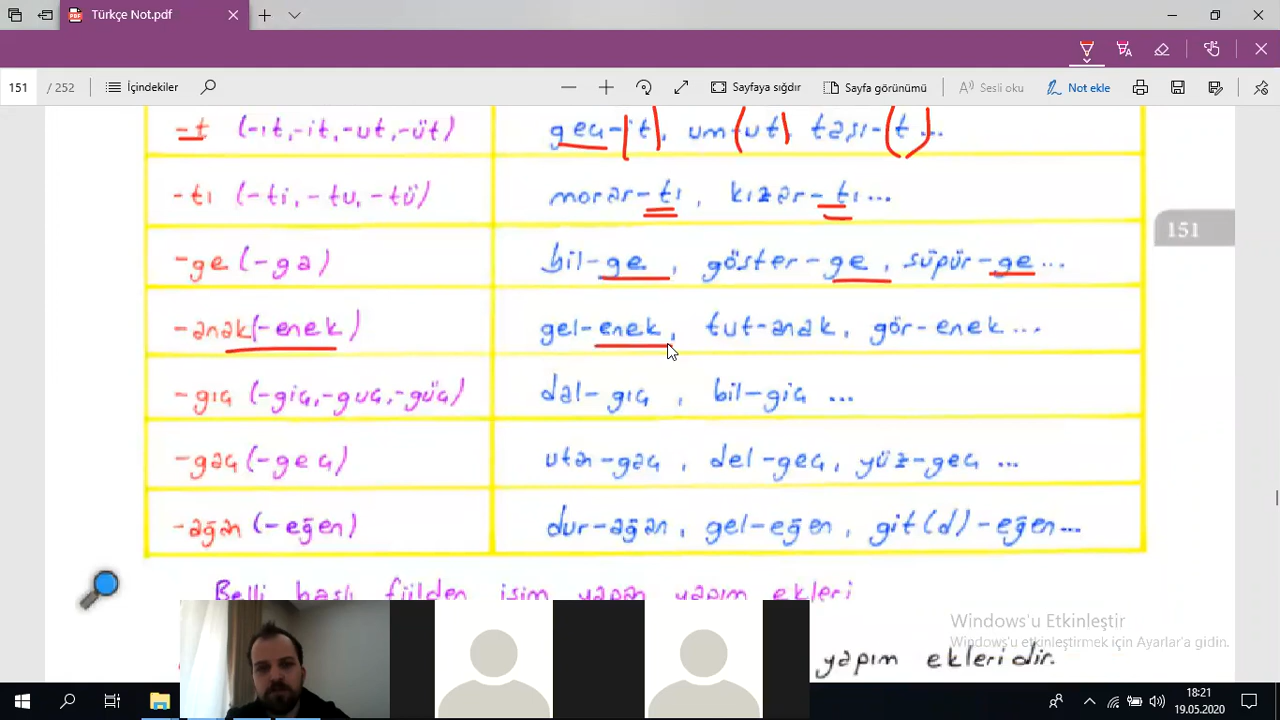 Türkçe Not.pdf
151 / 252 İçindekiler Sayfaya sığdır Sayfa görünümü Sesli oku Not ekle
-t (-ıt,-it,-ut,-üt) geç-it, um-ut, taşı-t...
-tı (-ti, -tu, -tü) morar-tı, kızar-tı...
151
-ge (-ga) bil-ge, göster-ge, süpür-ge...
-anak(-enek) gel-enek, tut-anak, gör-enek...
-gıç (-giç,-guç,-güç) dal-gıç, bil-giç ...
-gaç (-geç) utan-gaç, del-geç, yüz-geç ...
-ağan (-eğen) dur-ağan, gel-eğen, git(d)-eğen...
Belli başlı fiilden isim yapan yapım ekleri
Windows'u Etkinleştir
Windows'u etkinleştirmek için Ayarlar'a gidin.
yapım ekleridir.
18:21
19.05.2020